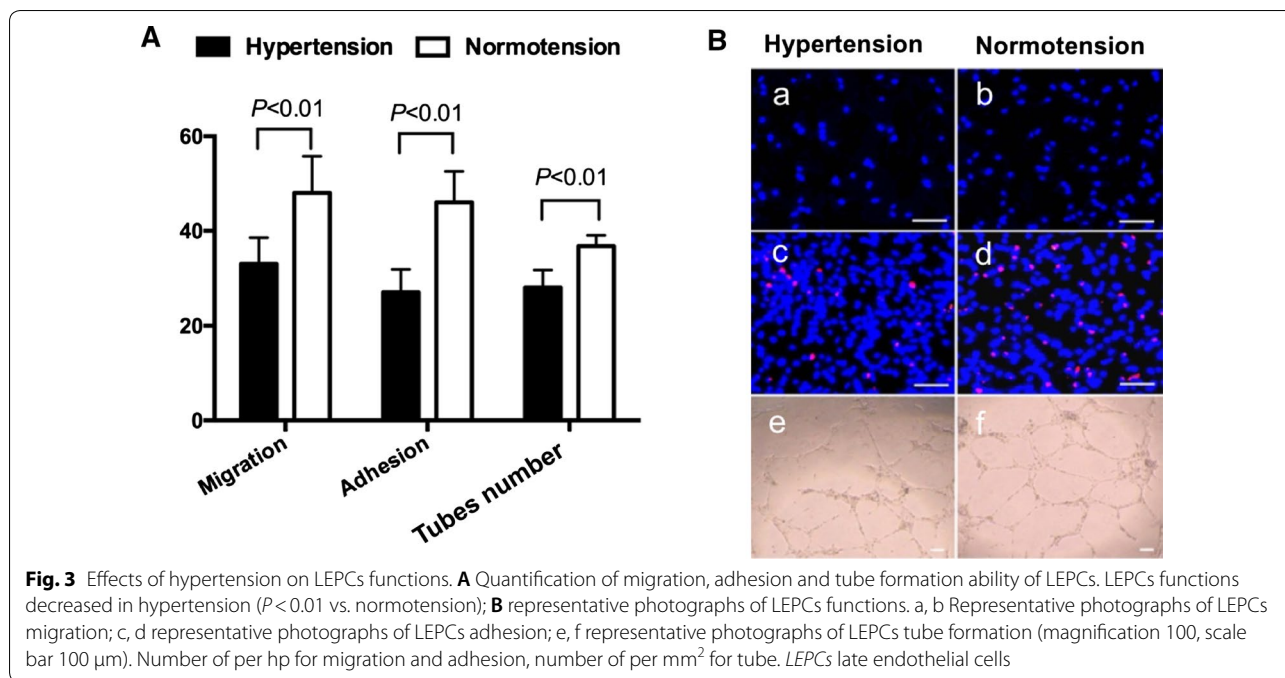 A
Hypertension Normotension
P<0.01
P<0.01
P<0.01
60
40
20
0
Migration
Adhesion
Tubes number
B
Hypertension Normotension
a
b
c
d
e
f
Fig. 3 Effects of hypertension on LEPCs functions. A Quantification of migration, adhesion and tube formation ability of LEPCs. LEPCs functions
decreased in hypertension (P < 0.01 vs. normotension); B representative photographs of LEPCs functions. a, b Representative photographs of LEPCs
migration; c, d representative photographs of LEPCs adhesion; e, f representative photographs of LEPCs tube formation (magnification 100, scale
bar 100 μm). Number of per hp for migration and adhesion, number of per mm² for tube. LEPCs late endothelial cells